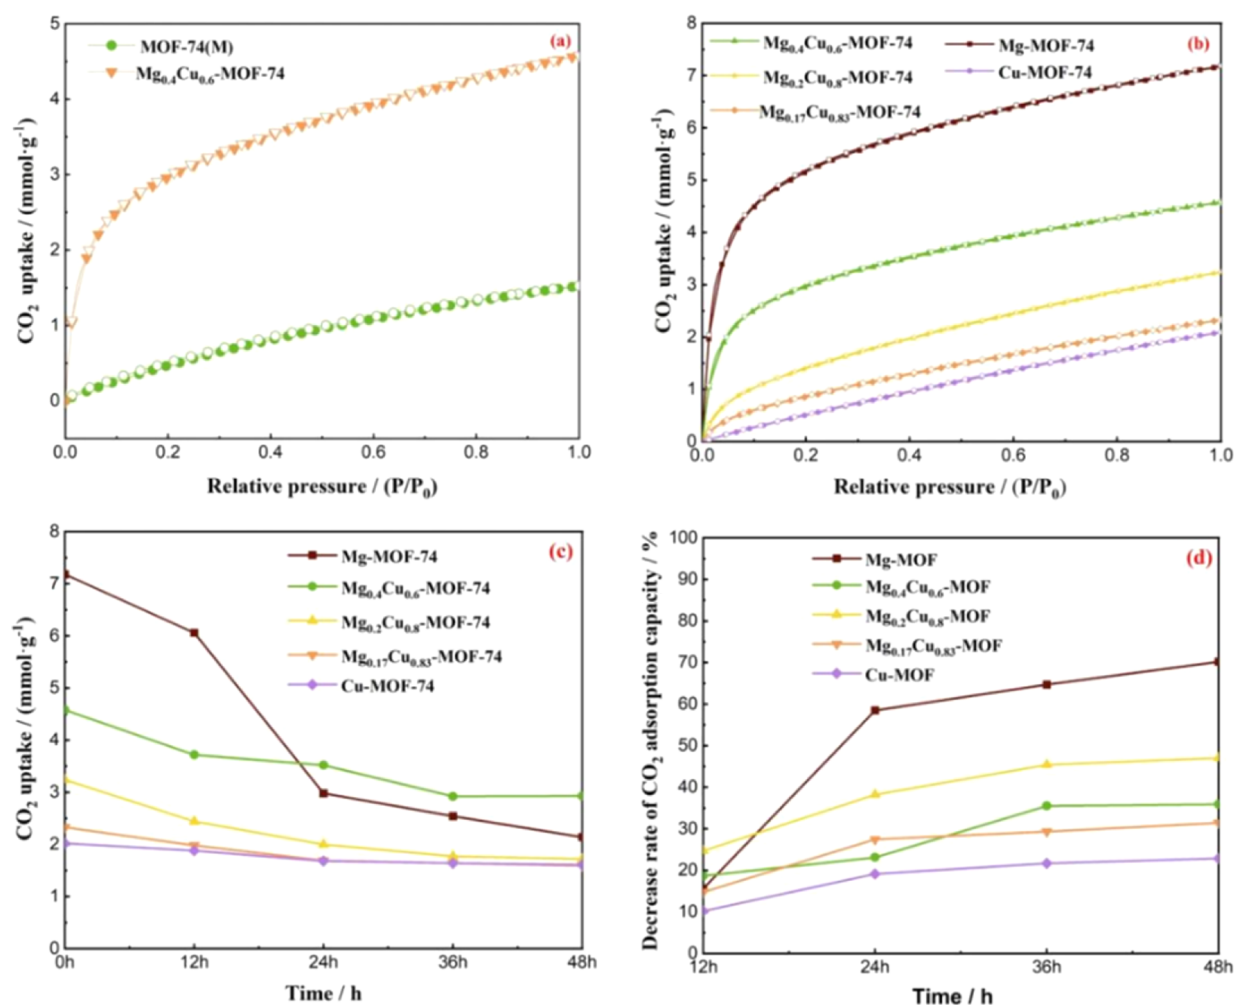 (a)
MOF-74(M)
Mg0.4Cu0.6-MOF-74
5
4
3
2
1
0
CO2 uptake / (mmol·g-1)
0.0 0.2 0.4 0.6 0.8 1.0
Relative pressure / (P/P0)
(b)
Mg0.4Cu0.6-MOF-74
Mg0.2Cu0.8-MOF-74
Mg0.17Cu0.83-MOF-74
Mg-MOF-74
Cu-MOF-74
8
7
6
5
4
3
2
1
0
CO2 uptake / (mmol·g-1)
0.0 0.2 0.4 0.6 0.8 1.0
Relative pressure / (P/P0)
(c)
Mg-MOF-74
Mg0.4Cu0.6-MOF-74
Mg0.2Cu0.8-MOF-74
Mg0.17Cu0.83-MOF-74
Cu-MOF-74
8
7
6
5
4
3
2
1
0
CO2 uptake / (mmol·g-1)
0h 12h 24h 36h 48h
Time / h
(d)
Mg-MOF
Mg0.4Cu0.6-MOF
Mg0.2Cu0.8-MOF
Mg0.17Cu0.83-MOF
Cu-MOF
100
90
80
70
60
50
40
30
20
10
0
Decrease rate of CO2 adsorption capacity / %
12h 24h 36h 48h
Time / h